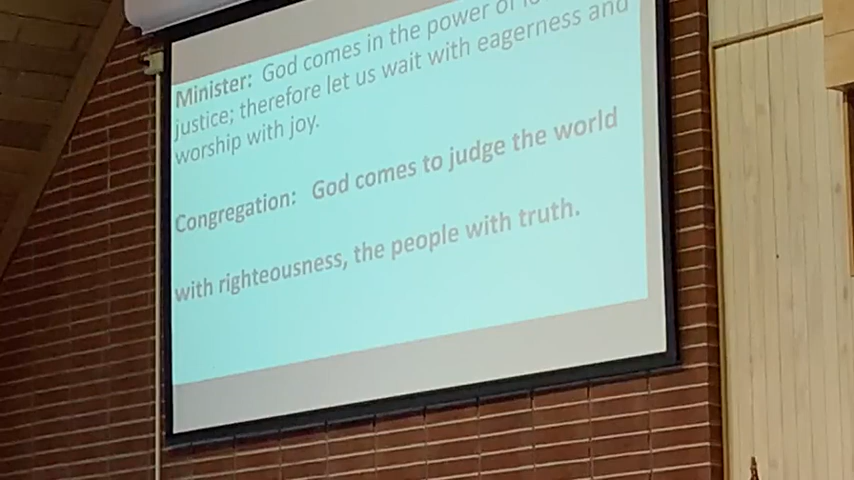 Minister: God comes in the power of
justice; therefore let us wait with eagerness and
worship with joy.
Congregation: God comes to judge the world
with righteousness, the people with truth.